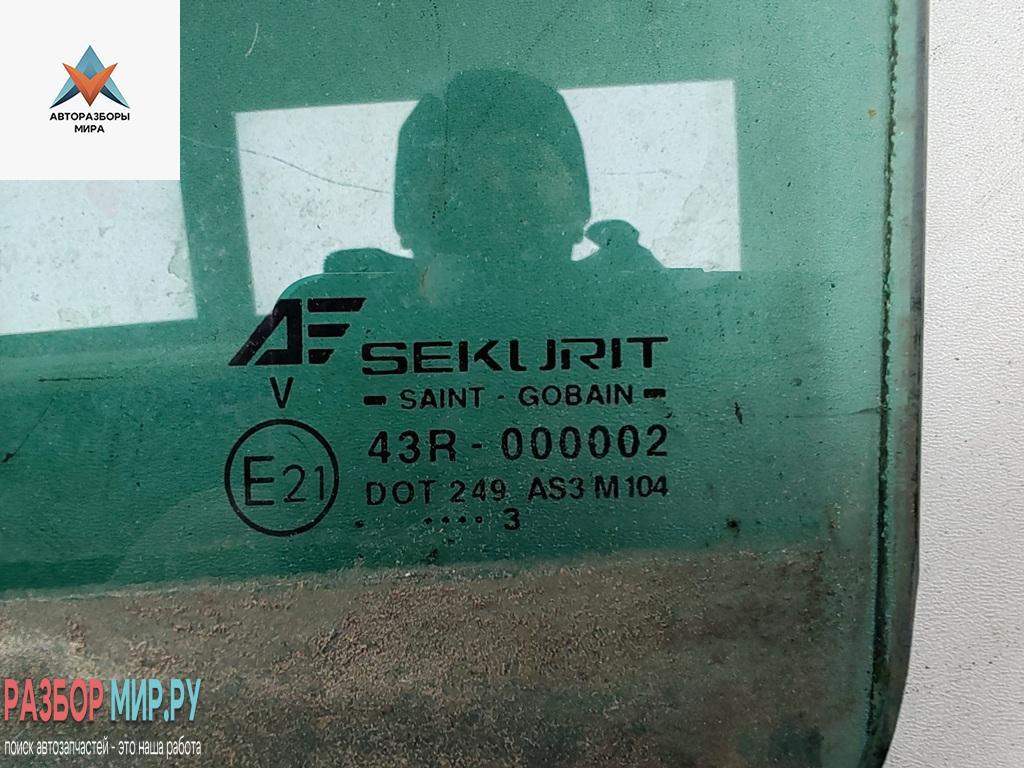 АВТОРАЗБОРЫ
МИРА
AF
SEKURIT
V
SAINT - GOBAIN
43R - 000002
E21
DOT 249 AS3 M104
.... 3
РАЗБОР МИР.РУ
поиск автозапчастей - это наша работа